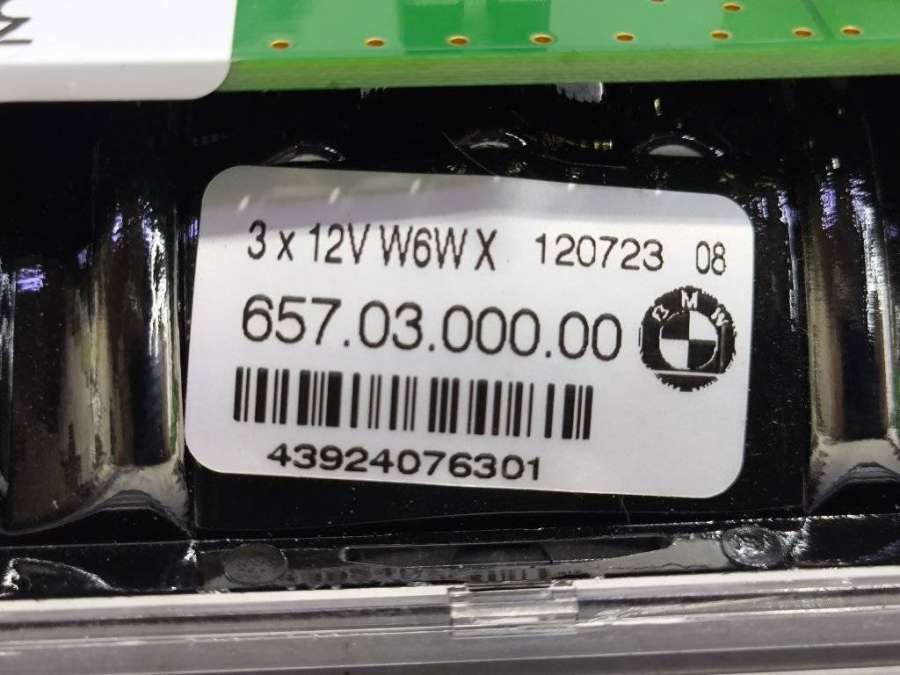 3 x 12V W6W X 120723 08
657.03.000.00
BMW
43924076301